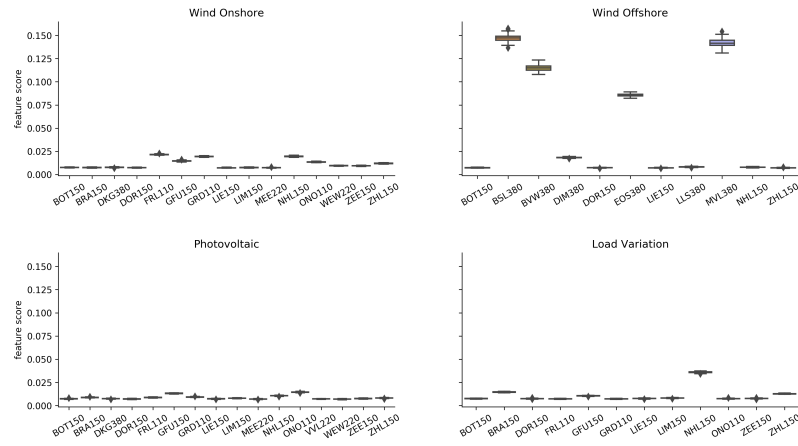 Wind Onshore
feature score
0.150
0.125
0.100
0.075
0.050
0.025
0.000
BOT150 BRA150 DKG380 DOR150 FRL110 GFU150 GRD110 LIE150 LIM150 MEE220 NHL150 ONO110 WEW220 ZEE150 ZHL150
Wind Offshore
BOT150 BSL380 BVW380 DIM380 DOR150 EOS380 LIE150 LLS380 MVL380 NHL150 ZHL150
Photovoltaic
feature score
0.150
0.125
0.100
0.075
0.050
0.025
0.000
BOT150 BRA150 DKG380 DOR150 FRL110 GFU150 GRD110 LIE150 LIM150 MEE220 NHL150 ONO110 VVL220 WEW220 ZEE150 ZHL150
Load Variation
BOT150 BRA150 DOR150 FRL110 GFU150 GRD110 LIE150 LIM150 NHL150 ONO110 ZEE150 ZHL150